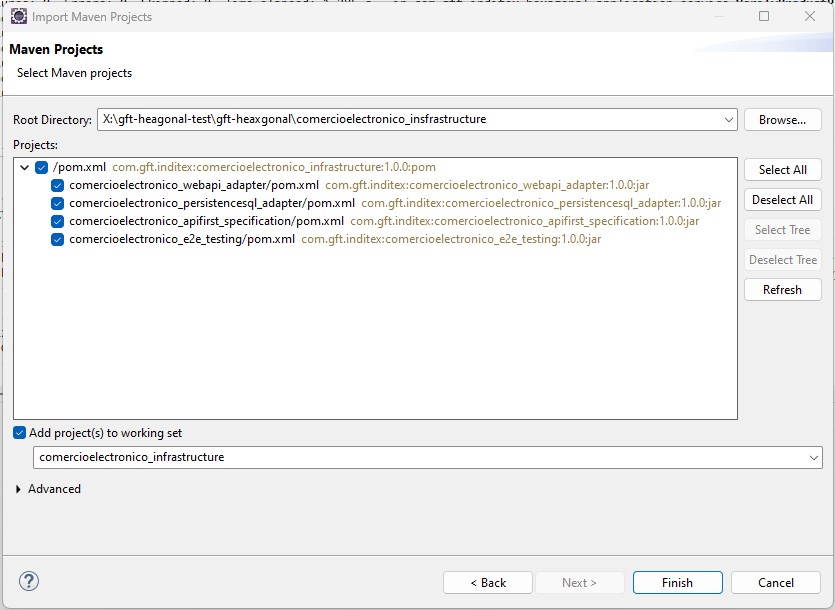 Import Maven Projects
Maven Projects
Select Maven projects
Root Directory: X:\gft-heagonal-test\gft-heaxgonal\comercioelectronico_insfrastructure Browse...
Projects:
/pom.xml com.gft.inditex:comercioelectronico_infrastructure:1.0.0:pom
comercioelectronico_webapi_adapter/pom.xml com.gft.inditex:comercioelectronico_webapi_adapter:1.0.0:jar
comercioelectronico_persistencesql_adapter/pom.xml com.gft.inditex:comercioelectronico_persistencesql_adapter:1.0.0:jar
comercioelectronico_apifirst_specification/pom.xml com.gft.inditex:comercioelectronico_apifirst_specification:1.0.0:jar
comercioelectronico_e2e_testing/pom.xml com.gft.inditex:comercioelectronico_e2e_testing:1.0.0:jar
Select All
Deselect All
Select Tree
Deselect Tree
Refresh
Add project(s) to working set
comercioelectronico_infrastructure
Advanced
? < Back Next > Finish Cancel